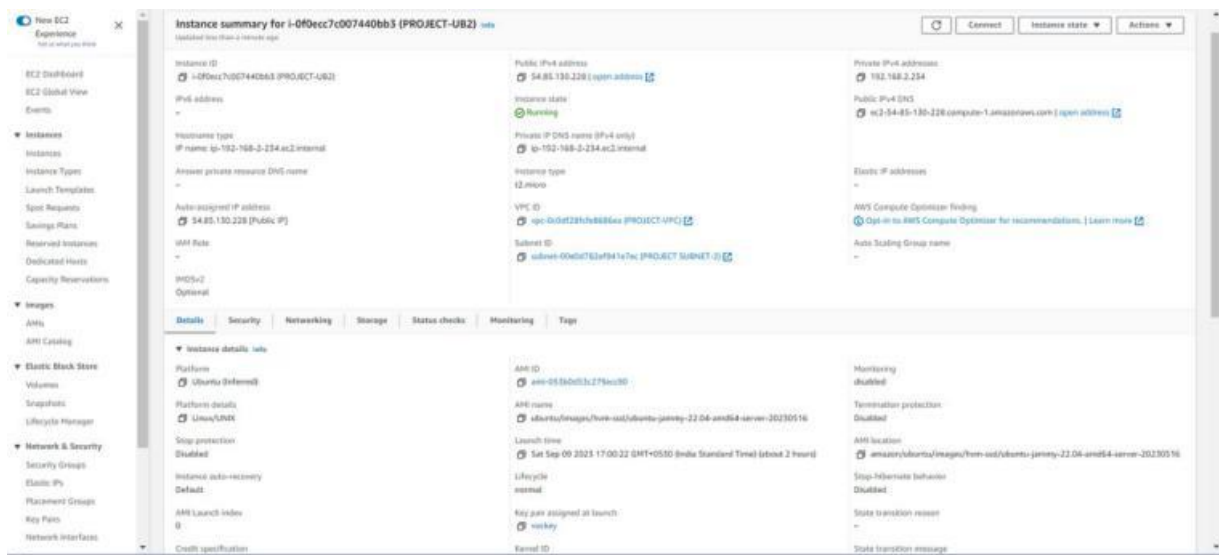 New EC2
Experience
Tell us what you think
EC2 Dashboard
EC2 Global View
Events
Instances
Instances
Instance Types
Launch Templates
Spot Requests
Savings Plans
Reserved Instances
Dedicated Hosts
Capacity Reservations
Images
AMIs
AMI Catalog
Elastic Block Store
Volumes
Snapshots
Lifecycle Manager
Network & Security
Security Groups
Elastic IPs
Placement Groups
Key Pairs
Network Interfaces
Instance summary for i-0f0ecc7c007440bb3 (PROJECT-UB2) Info
Updated less than a minute ago
Connect
Instance state
Actions
Instance ID
i-0f0ecc7c007440bb3 (PROJECT-UB2)
Public IPv4 address
54.85.130.228 | open address
Private IPv4 addresses
192.168.2.234
IPv6 address
–
Instance state
Running
Public IPv4 DNS
ec2-54-85-130-228.compute-1.amazonaws.com | open address
Hostname type
IP name: ip-192-168-2-234.ec2.internal
Private IP DNS name (IPv4 only)
ip-192-168-2-234.ec2.internal
Answer private resource DNS name
–
Instance type
t2.micro
Elastic IP addresses
–
Auto-assigned IP address
54.85.130.228 [Public IP]
VPC ID
(PROJECT-VPC)
AWS Compute Optimizer finding
Opt-in to AWS Compute Optimizer for recommendations. | Learn more
IAM Role
–
Subnet ID
(PROJECT SUBNET-2)
Auto Scaling Group name
–
IMDSv2
Optional
Details
Security
Networking
Storage
Status checks
Monitoring
Tags
Instance details Info
Platform
Ubuntu (Inferred)
AMI ID
Monitoring
disabled
Platform details
Linux/UNIX
AMI name
ubuntu/images/hvm-ssd/ubuntu-jammy-22.04-amd64-server-20230516
Termination protection
Disabled
Stop protection
Disabled
Launch time
Sat Sep 09 2023 17:00:22 GMT+0530 (India Standard Time) (about 2 hours)
AMI location
amazon/ubuntu/images/hvm-ssd/ubuntu-jammy-22.04-amd64-server-20230516
Instance auto-recovery
Default
Lifecycle
normal
Stop-hibernate behavior
Disabled
AMI Launch index
0
Key pair assigned at launch
vockey
State transition reason
–
Credit specification
Kernel ID
State transition message